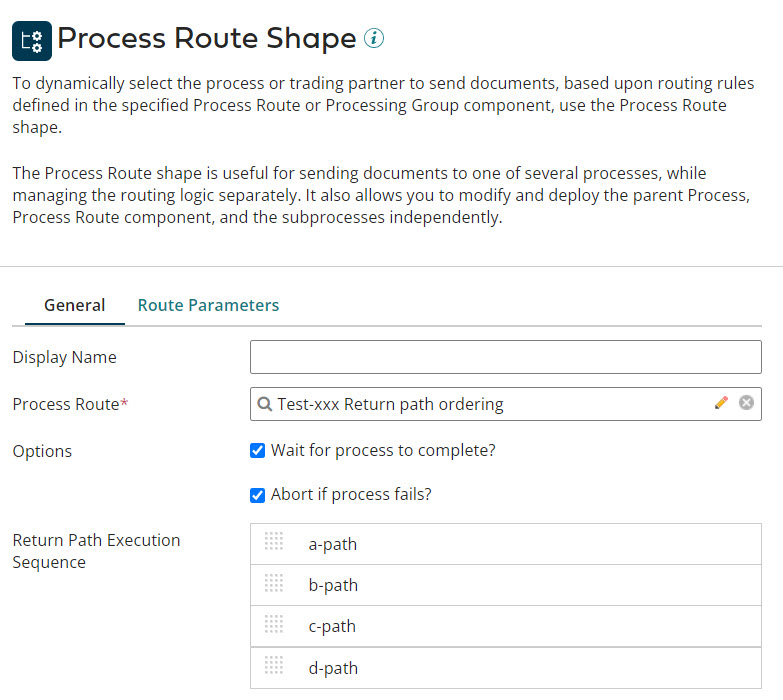 Process Route Shape
To dynamically select the process or trading partner to send documents, based upon routing rules
defined in the specified Process Route or Processing Group component, use the Process Route
shape.
The Process Route shape is useful for sending documents to one of several processes, while
managing the routing logic separately. It also allows you to modify and deploy the parent Process,
Process Route component, and the subprocesses independently.
General Route Parameters
Display Name
Process Route* Test-xxx Return path ordering
Options Wait for process to complete?
Abort if process fails?
Return Path Execution
Sequence
a-path
b-path
c-path
d-path